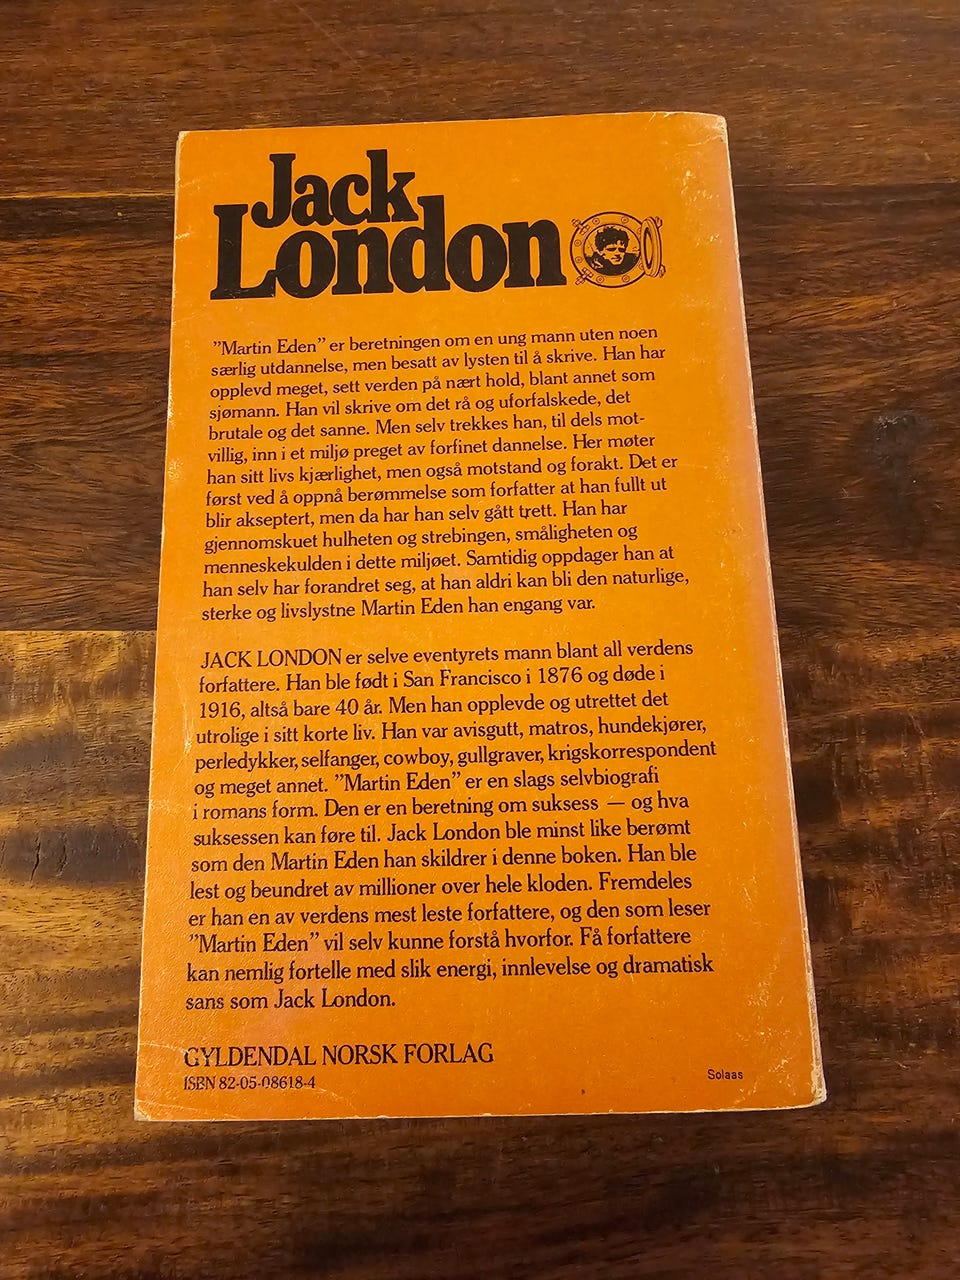 Jack
London
”Martin Eden” er beretningen om en ung mann uten noen
særlig utdannelse, men besatt av lysten til å skrive. Han har
opplevd meget, sett verden på nært hold, blant annet som
sjømann. Han vil skrive om det rå og uforfalskede, det
brutale og det sanne. Men selv trekkes han, til dels mot-
villig, inn i et miljø preget av forfinet dannelse. Her møter
han sitt livs kjærlighet, men også motstand og forakt. Det er
først ved å oppnå berømmelse som forfatter at han fullt ut
blir akseptert, men da har han selv gått trett. Han har
gjennomskuet hulheten og strebingen, småligheten og
menneskekulden i dette miljøet. Samtidig oppdager han at
han selv har forandret seg, at han aldri kan bli den naturlige,
sterke og livslystne Martin Eden han engang var.
JACK LONDON er selve eventyrets mann blant all verdens
forfattere. Han ble født i San Francisco i 1876 og døde i
1916, altså bare 40 år. Men han opplevde og utrettet det
utrolige i sitt korte liv. Han var avisgutt, matros, hundekjører,
perledykker, selfanger, cowboy, gullgraver, krigskorrespondent
og meget annet. ”Martin Eden” er en slags selvbiografi
i romans form. Den er en beretning om suksess — og hva
suksessen kan føre til. Jack London ble minst like berømt
som den Martin Eden han skildrer i denne boken. Han ble
lest og beundret av millioner over hele kloden. Fremdeles
er han en av verdens mest leste forfattere, og den som leser
”Martin Eden” vil selv kunne forstå hvorfor. Få forfattere
kan nemlig fortelle med slik energi, innlevelse og dramatisk
sans som Jack London.
GYLDENDAL NORSK FORLAG
ISBN 82-05-08618-4
Solaas